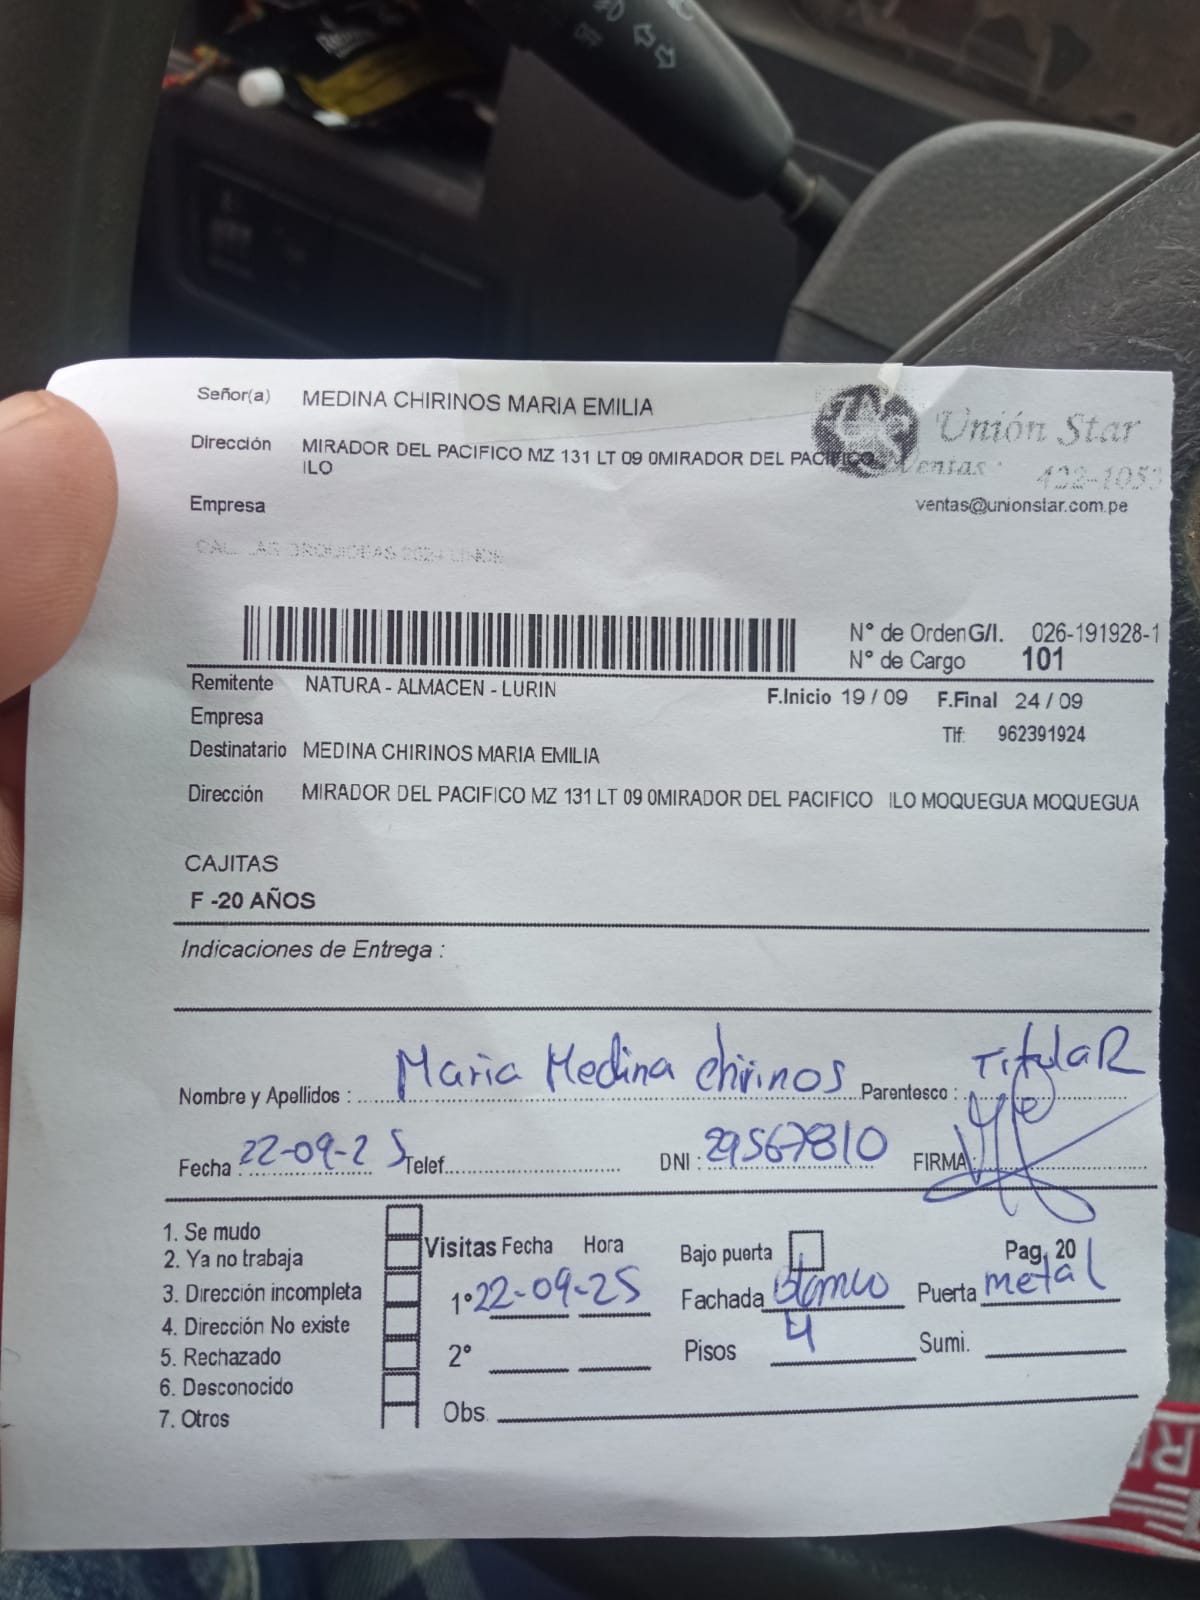 OFF
Señor(a) MEDINA CHIRINOS MARIA EMILIA
Unión Star
Dirección MIRADOR DEL PACIFICO MZ 131 LT 09 0MIRADOR DEL PACIFICO
ILO
Ventas: 422-1053
Empresa
ventas@unionstar.com.pe
N° de Orden G/I. 026-191928-1
N° de Cargo 101
Remitente NATURA - ALMACEN - LURIN
F.Inicio 19 / 09 F.Final 24 / 09
Empresa
Tlf: 962391924
Destinatario MEDINA CHIRINOS MARIA EMILIA
Dirección MIRADOR DEL PACIFICO MZ 131 LT 09 0MIRADOR DEL PACIFICO ILO MOQUEGUA MOQUEGUA
CAJITAS
F -20 AÑOS
Indicaciones de Entrega :
Nombre y Apellidos : Maria Medina Chirinos Parentesco : TitulaR
Fecha 22-09-25 Telef. DNI : 29567810 FIRMA:
1. Se mudo
2. Ya no trabaja
3. Dirección incompleta
4. Dirección No existe
5. Rechazado
6. Desconocido
7. Otros
Visitas Fecha Hora
1° 22-09-25
2°
Obs.
Bajo puerta Pag. 20
Fachada Blanco Puerta metal
Pisos 4 Sumi.